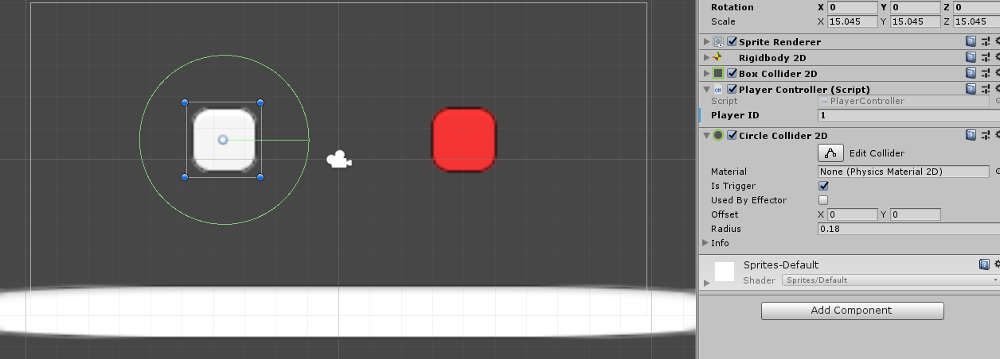 Rotation X 0 Y 0 Z 0
Scale X 15.045 Y 15.045 Z 15.045
Sprite Renderer
Rigidbody 2D
Box Collider 2D
c# Player Controller (Script)
Script PlayerController
Player ID 1
Circle Collider 2D
Edit Collider
Material None (Physics Material 2D)
Is Trigger
Used By Effector
Offset X 0 Y 0
Radius 0.18
Info
Sprites-Default
Shader Sprites/Default
Add Component